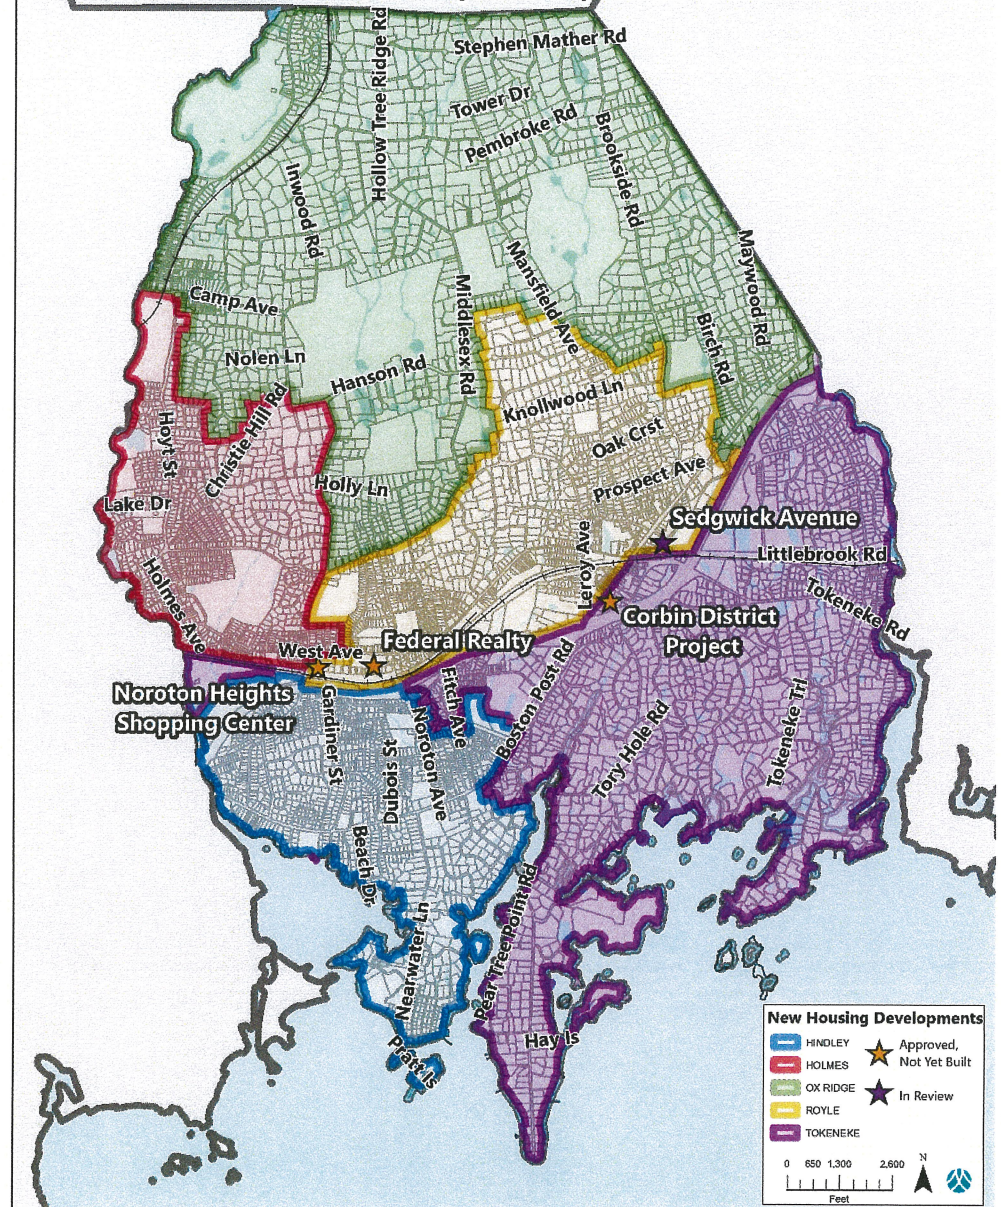 Stephen Mather Rd
Hollow Tree Ridge Rd
Tower Dr
Pembroke Rd
Brookside Rd
Inwood Rd
Mansfield Ave
Maywood Rd
Camp Ave
Middlesex Rd
Birch Rd
Nolen Ln
Hanson Rd
Knollwood Ln
Christie Hill Rd
Hoyt St
Oak Crst
Prospect Ave
Holly Ln
Lake Dr
Sedgwick Avenue
Leroy Ave
Littlebrook Rd
Holmes Ave
Tokeneke Rd
Corbin District
Project
Federal Realty
West Ave
Noroton Heights
Shopping Center
Gardiner St
Fitch Ave
Boston Post Rd
Noroton Ave
Dubois St
Tory Hole Rd
Tokeneke Trl
Beach Dr
Nearwater Ln
Pear Tree Point Rd
Hay Is
Pratt Is
New Housing Developments
HINDLEY
HOLMES
OX RIDGE
ROYLE
TOKENEKE
Approved,
Not Yet Built
In Review
0 650 1,300 2,600
Feet
N